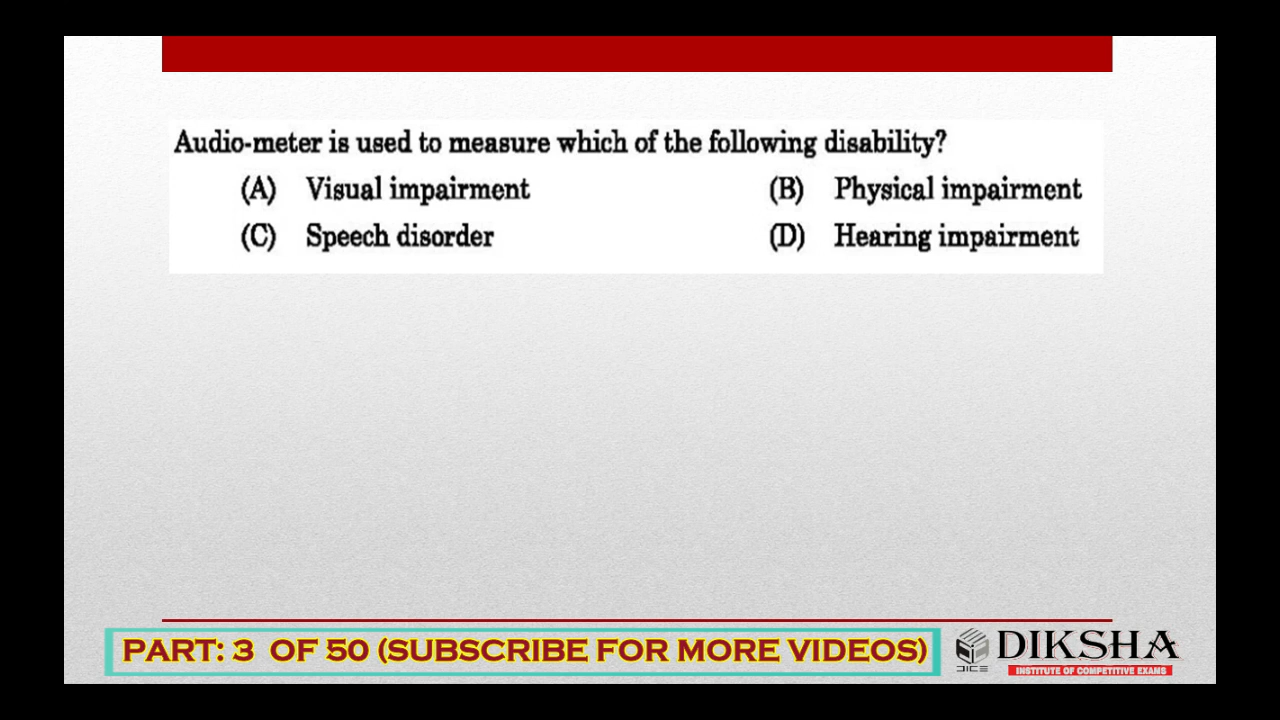 Audio-meter is used to measure which of the following disability?
(A) Visual impairment (B) Physical impairment
(C) Speech disorder (D) Hearing impairment
PART: 3 OF 50 (SUBSCRIBE FOR MORE VIDEOS)
DICE
DIKSHA
INSTITUTE OF COMPETITIVE EXAMS